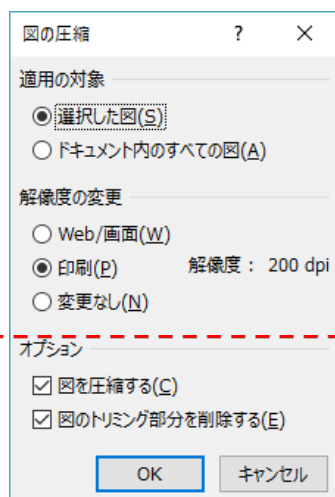 図の圧縮 ? ×
適用の対象
選択した図(S)
ドキュメント内のすべての図(A)
解像度の変更
Web/画面(W)
印刷(P) 解像度： 200 dpi
変更なし(N)
オプション
図を圧縮する(C)
図のトリミング部分を削除する(E)
OK キャンセル